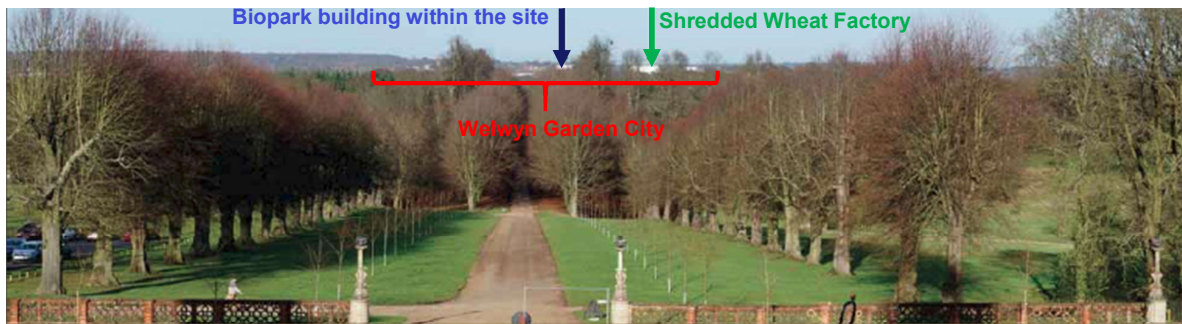 Biopark building within the site
Shredded Wheat Factory
Welwyn Garden City